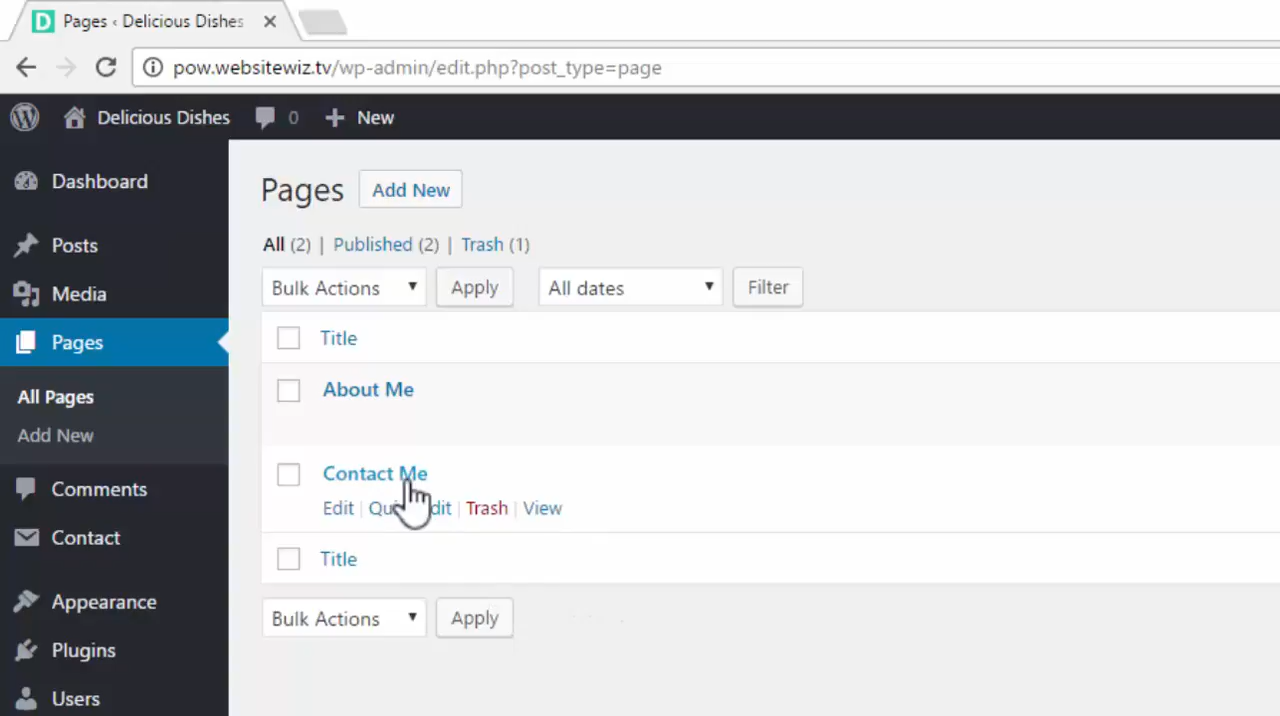 Pages ‹ Delicious Dishes
pow.websitewiz.tv/wp-admin/edit.php?post_type=page
Delicious Dishes 0 New
Dashboard
Posts
Media
Pages
All Pages
Add New
Comments
Contact
Appearance
Plugins
Users
Pages Add New
All (2) | Published (2) | Trash (1)
Bulk Actions Apply All dates Filter
Title
About Me
Contact Me
Edit | Quick Edit | Trash | View
Title
Bulk Actions Apply